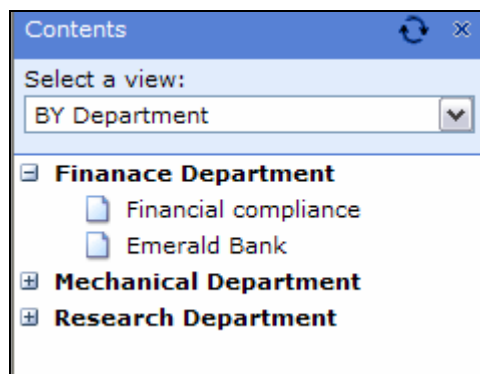 Contents
Select a view:
BY Department
Finanace Department
Financial compliance
Emerald Bank
Mechanical Department
Research Department